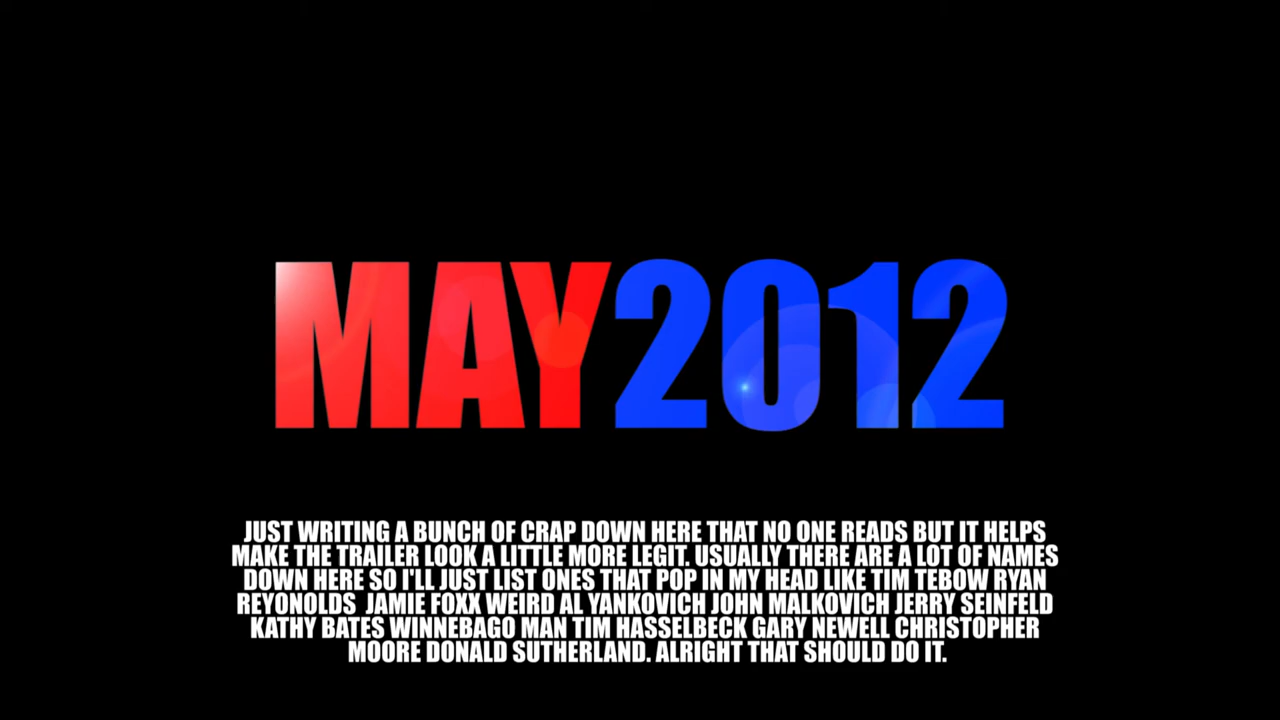 MAY2012
JUST WRITING A BUNCH OF CRAP DOWN HERE THAT NO ONE READS BUT IT HELPS
MAKE THE TRAILER LOOK A LITTLE MORE LEGIT. USUALLY THERE ARE A LOT OF NAMES
DOWN HERE SO I'LL JUST LIST ONES THAT POP IN MY HEAD LIKE TIM TEBOW RYAN
REYONOLDS  JAMIE FOXX WEIRD AL YANKOVICH JOHN MALKOVICH JERRY SEINFELD
KATHY BATES WINNEBAGO MAN TIM HASSELBECK GARY NEWELL CHRISTOPHER
MOORE DONALD SUTHERLAND. ALRIGHT THAT SHOULD DO IT.